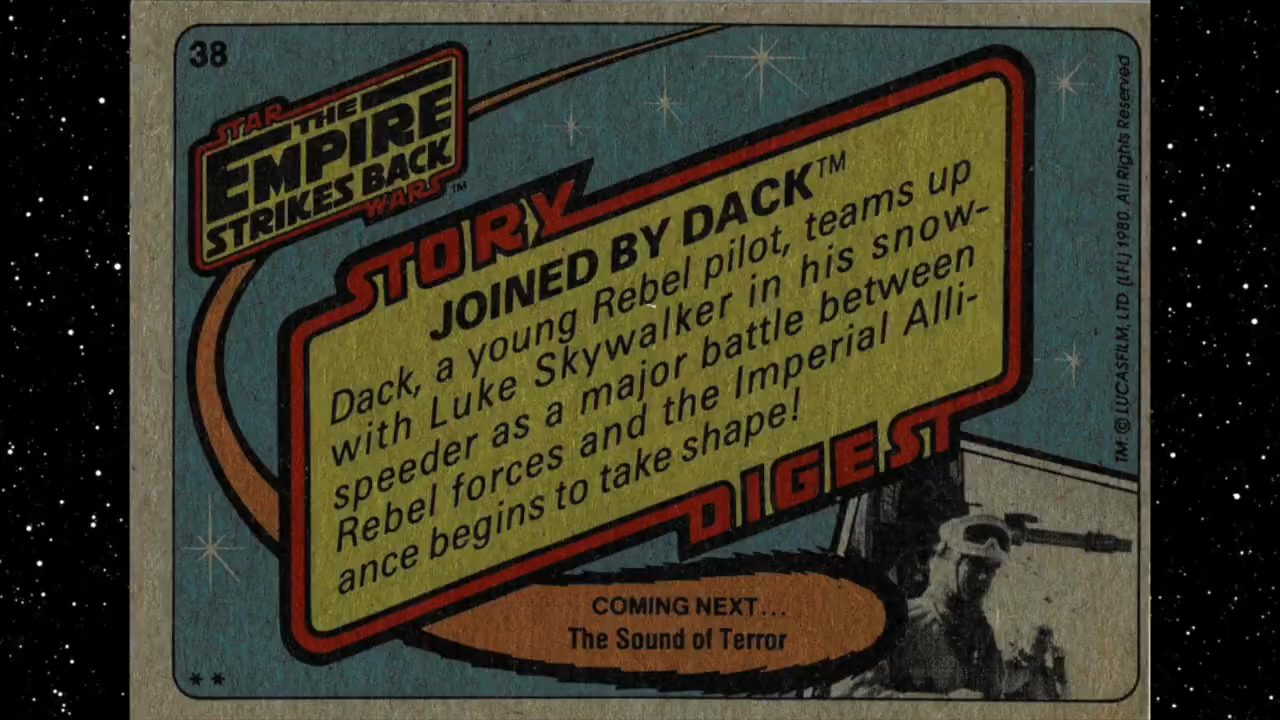 38
STAR
THE
EMPIRE
STRIKES BACK
WARS™
STORY
JOINED BY DACK™
Dack, a young Rebel pilot, teams up
with Luke Skywalker in his snow-
speeder as a major battle between
Rebel forces and the Imperial Alli-
ance begins to take shape!
DIGEST
COMING NEXT...
The Sound of Terror
**
TM: © LUCASFILM, LTD. (LFL) 1980. All Rights Reserved